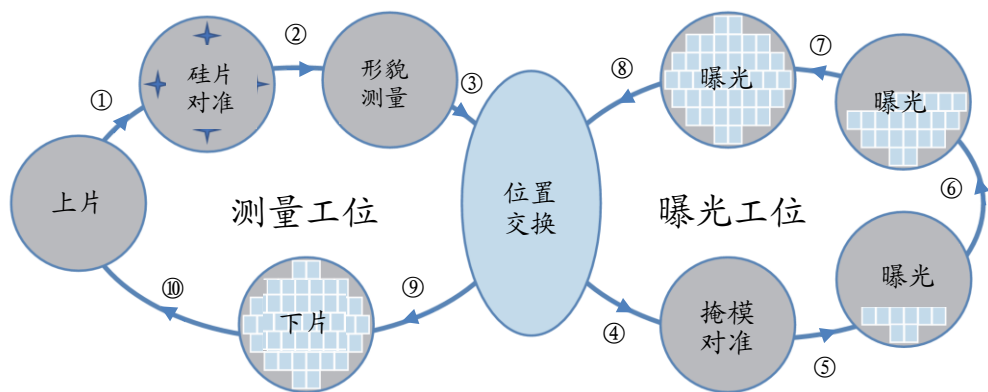 ①
硅片
对准
②
形貌
测量
③
上片
测量工位
位置
交换
⑩
下片
⑨
⑧
曝光
⑦
曝光
曝光工位
⑥
曝光
④
掩模
对准
⑤